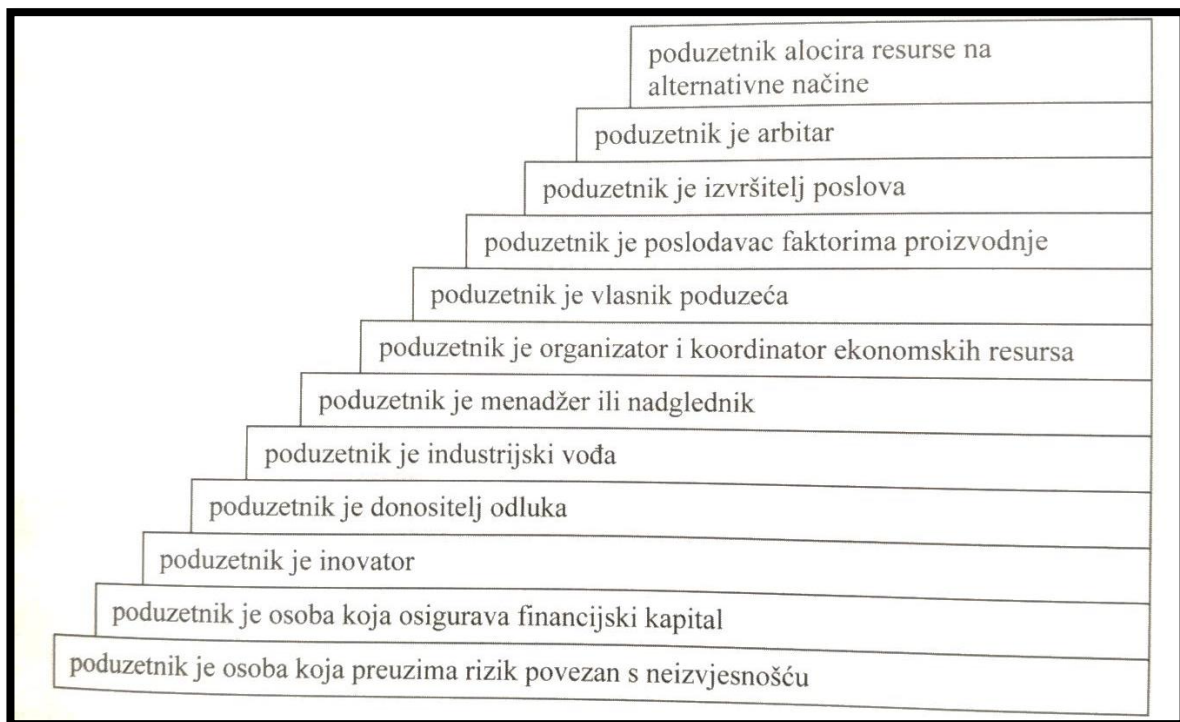 poduzetnik alocira resurse na
alternativne načine
poduzetnik je arbitar
poduzetnik je izvršitelj poslova
poduzetnik je poslodavac faktorima proizvodnje
poduzetnik je vlasnik poduzeća
poduzetnik je organizator i koordinator ekonomskih resursa
poduzetnik je menadžer ili nadglednik
poduzetnik je industrijski vođa
poduzetnik je donositelj odluka
poduzetnik je inovator
poduzetnik je osoba koja osigurava financijski kapital
poduzetnik je osoba koja preuzima rizik povezan s neizvjesnošću